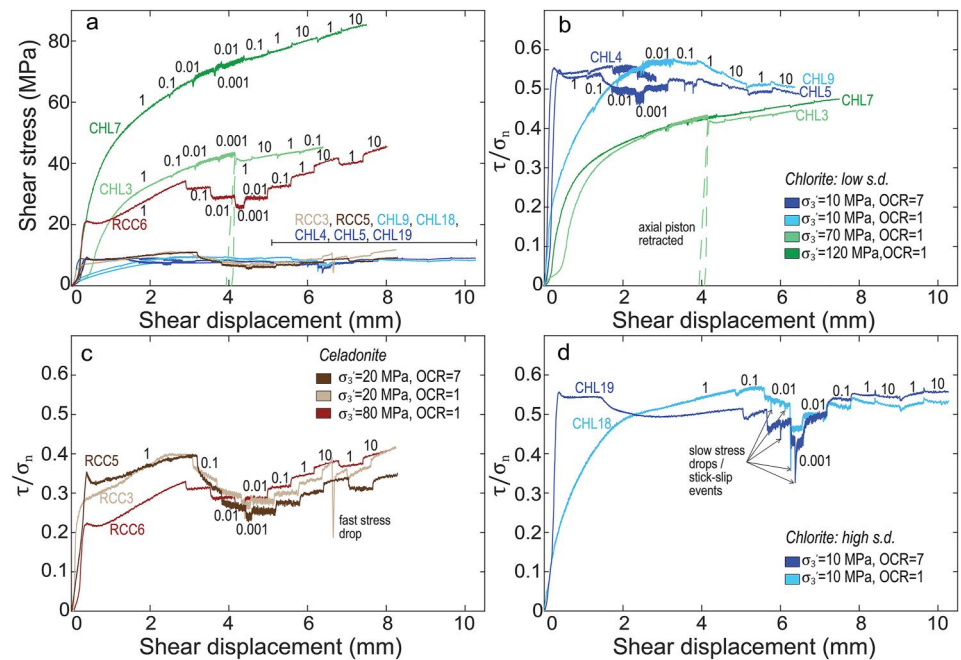 a
Shear stress (MPa)
80
60
40
20
0
0.01
0.1
1
1
10
0.01
0.1
1
0.001
CHL7
0.001
0.01
0.1
1
0.1
10
CHL3
1
1
0.1
1
10
1
0.1
0.01
RCC6
1
0.1
0.01
0.001
RCC3, RCC5, CHL9, CHL18,
CHL4, CHL5, CHL19
0 2 4 6 8 10
Shear displacement (mm)
b
τ/σn
0.6
0.5
0.4
0.3
0.2
0.1
0
CHL4
1
0.01
0.1
1
10
1
10
CHL9
CHL5
1
0.1
0.01
0.001
CHL7
CHL3
axial piston
retracted
Chlorite: low s.d.
σ3'=10 MPa, OCR=7
σ3'=10 MPa, OCR=1
σ3'=70 MPa, OCR=1
σ3'=120 MPa,OCR=1
0 2 4 6 8 10
Shear displacement (mm)
c
τ/σn
0.6
0.5
0.4
0.3
0.2
0.1
0
Celadonite
σ3'=20 MPa, OCR=7
σ3'=20 MPa, OCR=1
σ3'=80 MPa, OCR=1
RCC5
1
0.1
RCC3
RCC6
0.01
0.1
1
10
1
10
0.001
fast stress
drop
0 2 4 6 8 10
Shear displacement (mm)
d
τ/σn
0.6
0.5
0.4
0.3
0.2
0.1
0
CHL19
CHL18
1
0.1
0.01
0.01
0.1
1
10
1
10
0.001
slow stress
drops /
stick-slip
events
Chlorite: high s.d.
σ3'=10 MPa, OCR=7
σ3'=10 MPa, OCR=1
0 2 4 6 8 10
Shear displacement (mm)